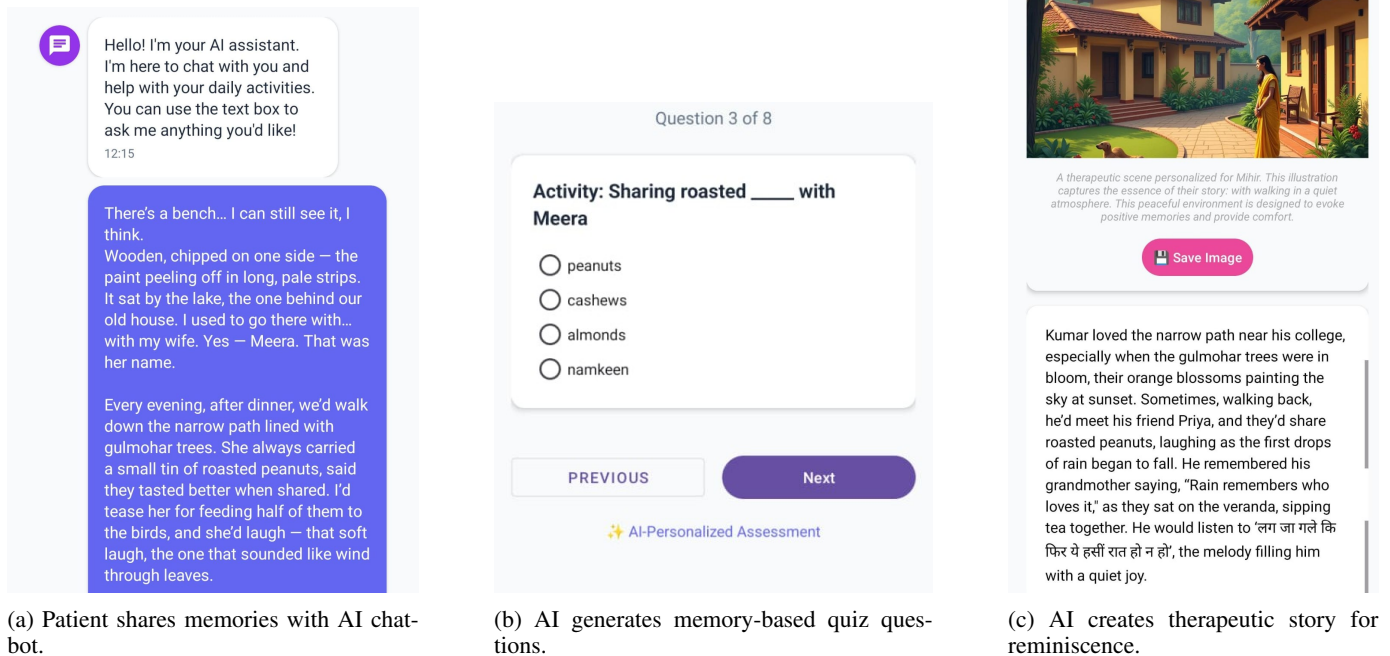 Hello! I'm your AI assistant.
I'm here to chat with you and
help with your daily activities.
You can use the text box to
ask me anything you'd like!
12:15
There’s a bench... I can still see it, I
think.
Wooden, chipped on one side — the
paint peeling off in long, pale strips.
It sat by the lake, the one behind our
old house. I used to go there with...
with my wife. Yes — Meera. That was
her name.
Every evening, after dinner, we’d walk
down the narrow path lined with
gulmohar trees. She always carried
a small tin of roasted peanuts, said
they tasted better when shared. I’d
tease her for feeding half of them to
the birds, and she’d laugh — that soft
laugh, the one that sounded like wind
through leaves.
(a) Patient shares memories with AI chat-
bot.
Question 3 of 8
Activity: Sharing roasted _____ with
Meera
peanuts
cashews
almonds
namkeen
PREVIOUS
Next
✨ AI-Personalized Assessment
(b) AI generates memory-based quiz ques-
tions.
A therapeutic scene personalized for Mihir. This illustration
captures the essence of their story: with walking in a quiet
atmosphere. This peaceful environment is designed to evoke
positive memories and provide comfort.
💾 Save Image
Kumar loved the narrow path near his college,
especially when the gulmohar trees were in
bloom, their orange blossoms painting the
sky at sunset. Sometimes, walking back,
he’d meet his friend Priya, and they’d share
roasted peanuts, laughing as the first drops
of rain began to fall. He remembered his
grandmother saying, “Rain remembers who
loves it," as they sat on the veranda, sipping
tea together. He would listen to ‘लग जा गले कि
फिर ये हसीं रात हो न हो’, the melody filling him
with a quiet joy.
(c) AI creates therapeutic story for
reminiscence.